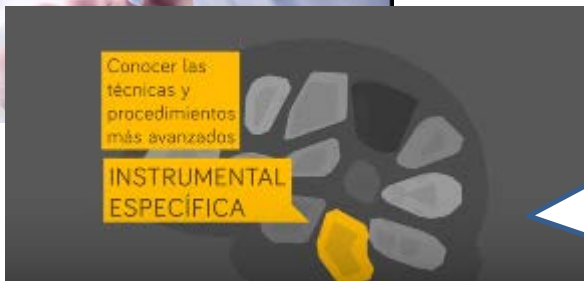 Conocer las
técnicas y
procedimientos
más avanzados
INSTRUMENTAL
ESPECÍFICA